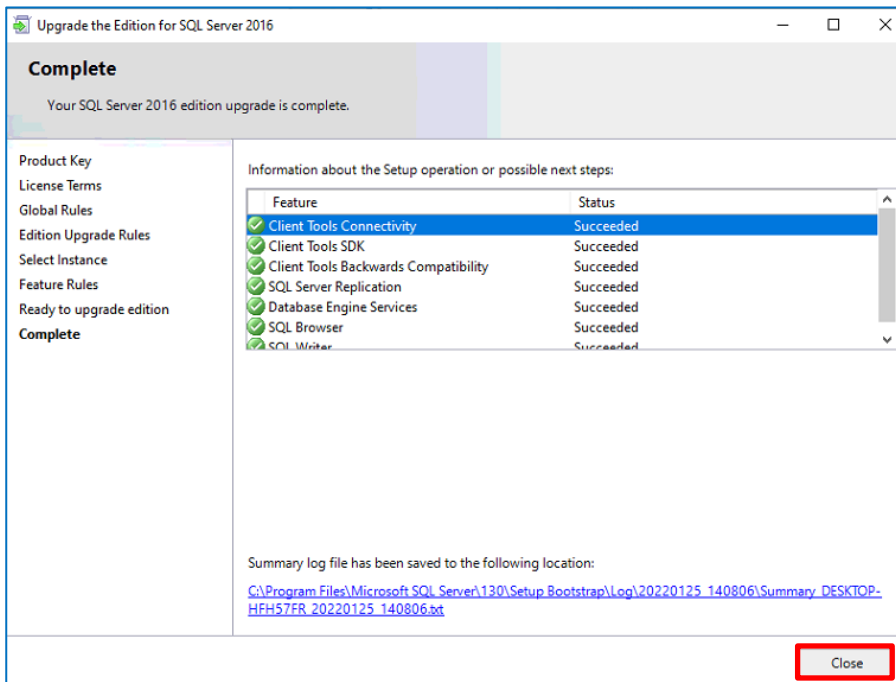 Upgrade the Edition for SQL Server 2016
Complete
Your SQL Server 2016 edition upgrade is complete.
Product Key
License Terms
Global Rules
Edition Upgrade Rules
Select Instance
Feature Rules
Ready to upgrade edition
Complete
Information about the Setup operation or possible next steps:
Feature Status
Client Tools Connectivity Succeeded
Client Tools SDK Succeeded
Client Tools Backwards Compatibility Succeeded
SQL Server Replication Succeeded
Database Engine Services Succeeded
SQL Browser Succeeded
SQL Writer Succeeded
Summary log file has been saved to the following location:
C:\Program Files\Microsoft SQL Server\130\Setup Bootstrap\Log\20220125_140806\Summary_DESKTOP-
HFH57FR_20220125_140806.txt
Close